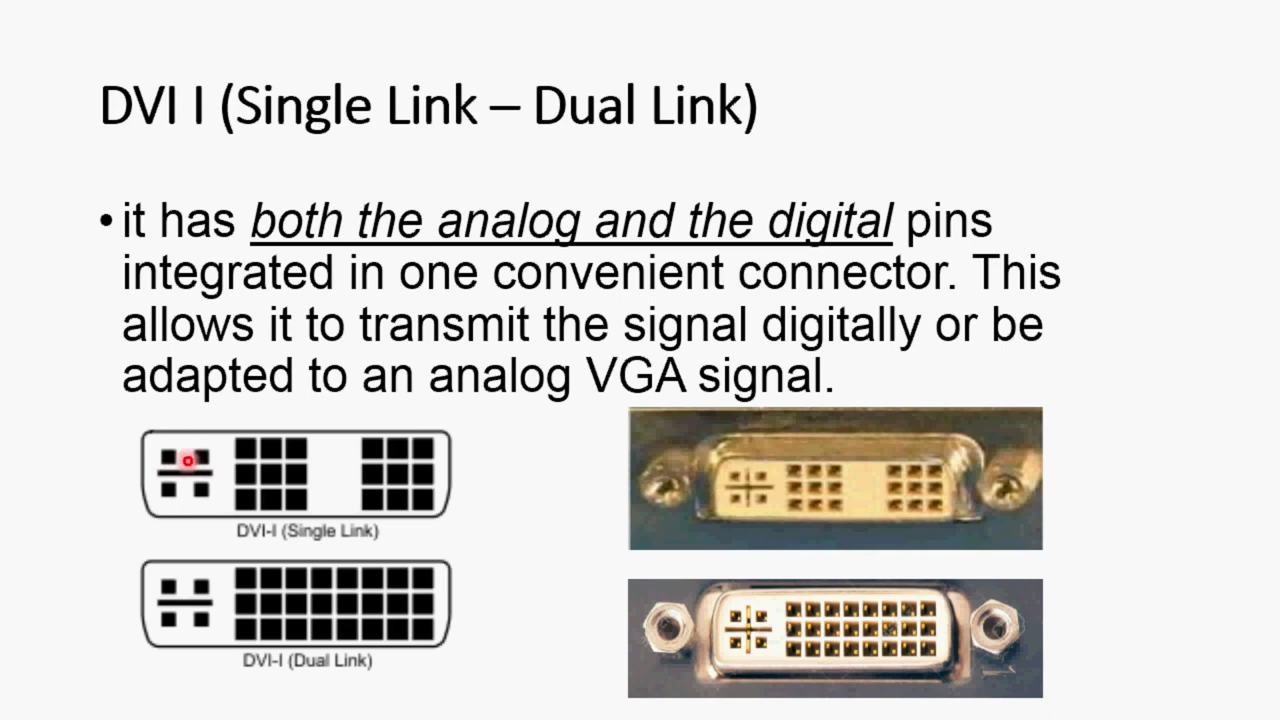 DVI I (Single Link – Dual Link)
• it has both the analog and the digital pins
integrated in one convenient connector. This
allows it to transmit the signal digitally or be
adapted to an analog VGA signal.
DVI-I (Single Link)
DVI-I (Dual Link)